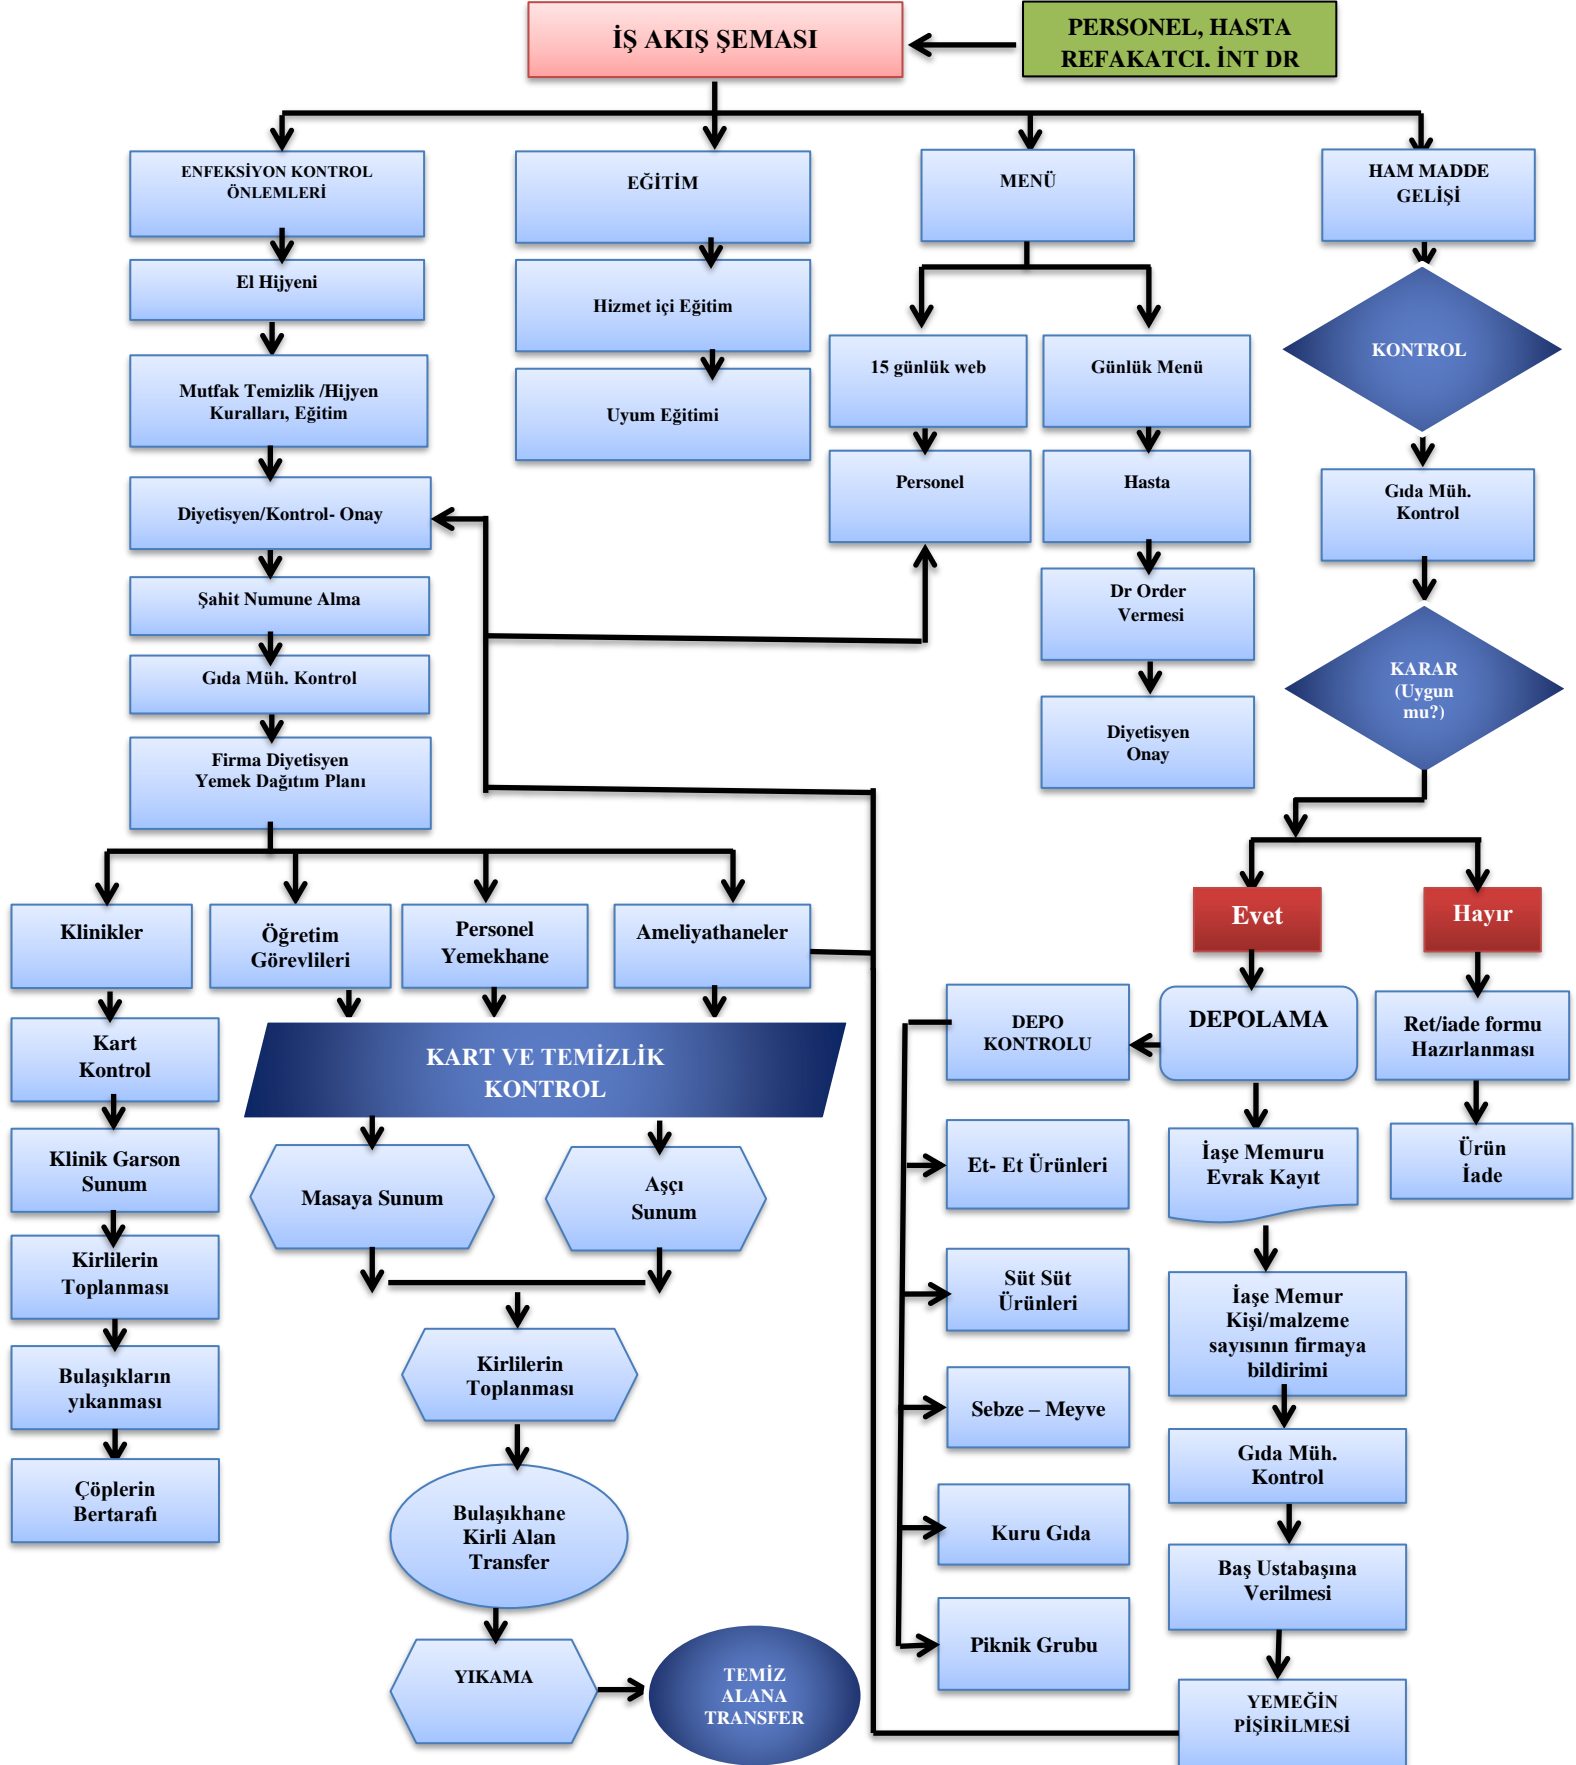 İŞ AKIŞ ŞEMASI
PERSONEL, HASTA
REFAKATCI. İNT DR
ENFEKSİYON KONTROL
ÖNLEMLERİ
EĞİTİM
MENÜ
HAM MADDE
GELİŞİ
El Hijyeni
Hizmet içi Eğitim
15 günlük web
Günlük Menü
KONTROL
Mutfak Temizlik /Hijyen
Kuralları, Eğitim
Uyum Eğitimi
Personel
Hasta
Gıda Müh.
Kontrol
Diyetisyen/Kontrol- Onay
Şahit Numune Alma
Dr Order
Vermesi
Gıda Müh. Kontrol
KARAR
(Uygun
mu?)
Firma Diyetisyen
Yemek Dağıtım Planı
Diyetisyen
Onay
Klinikler
Öğretim
Görevlileri
Personel
Yemekhane
Ameliyathaneler
Evet
Hayır
Kart
Kontrol
KART VE TEMİZLİK
KONTROL
DEPO
KONTROLU
DEPOLAMA
Ret/iade formu
Hazırlanması
Klinik Garson
Sunum
Masaya Sunum
Aşçı
Sunum
Et- Et Ürünleri
İaşe Memuru
Evrak Kayıt
Ürün
İade
Kirlilerin
Toplanması
Süt Süt
Ürünleri
İaşe Memur
Kişi/malzeme
sayısının firmaya
bildirimi
Bulaşıkların
yıkanması
Kirlilerin
Toplanması
Sebze – Meyve
Gıda Müh.
Kontrol
Çöplerin
Bertarafı
Bulaşıkhane
Kirli Alan
Transfer
Kuru Gıda
Baş Ustabaşına
Verilmesi
YIKAMA
TEMİZ
ALANA
TRANSFER
Piknik Grubu
YEMEĞİN
PİŞİRİLMESİ